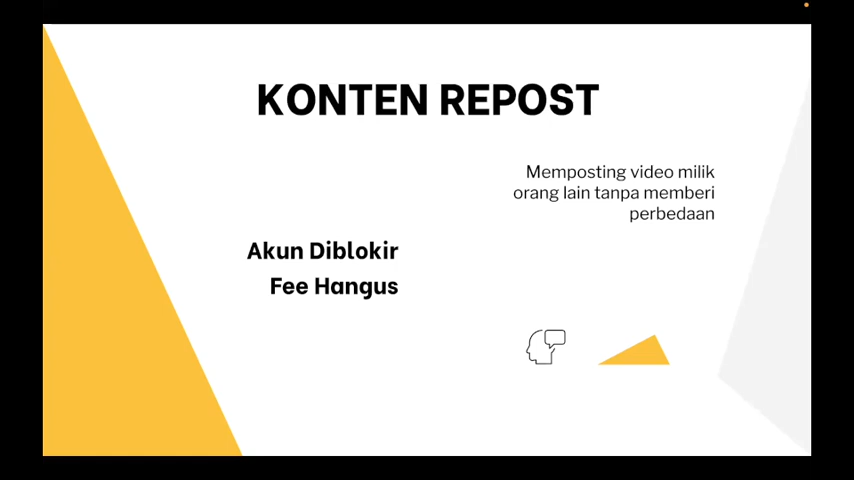 KONTEN REPOST
Memposting video milik
orang lain tanpa memberi
perbedaan
Akun Diblokir
Fee Hangus